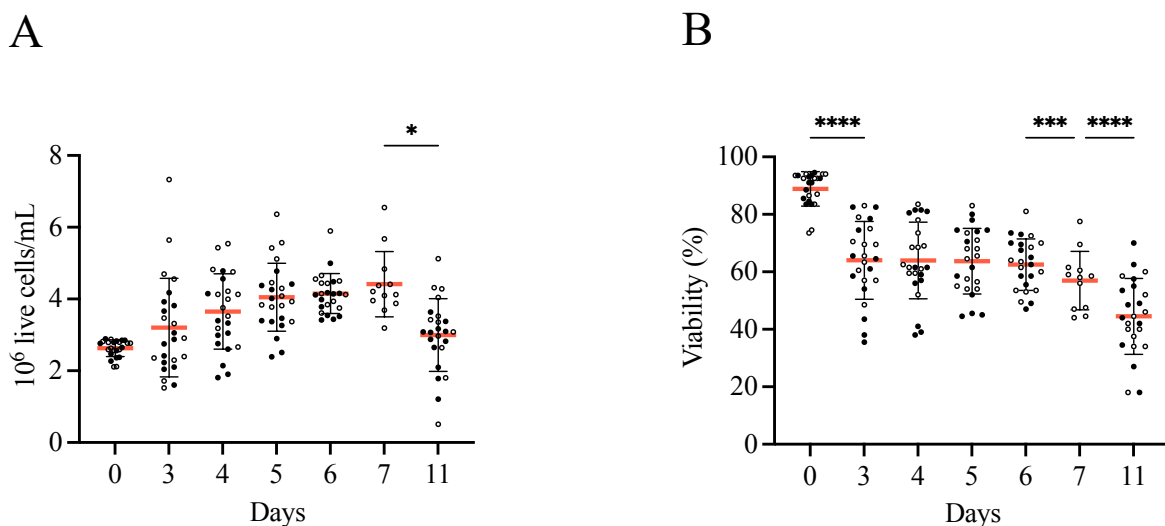 A
*
8
6
4
2
0
10⁶ live cells/mL
0 3 4 5 6 7 11
Days
B
**** *** ****
100
80
60
40
20
0
Viability (%)
0 3 4 5 6 7 11
Days